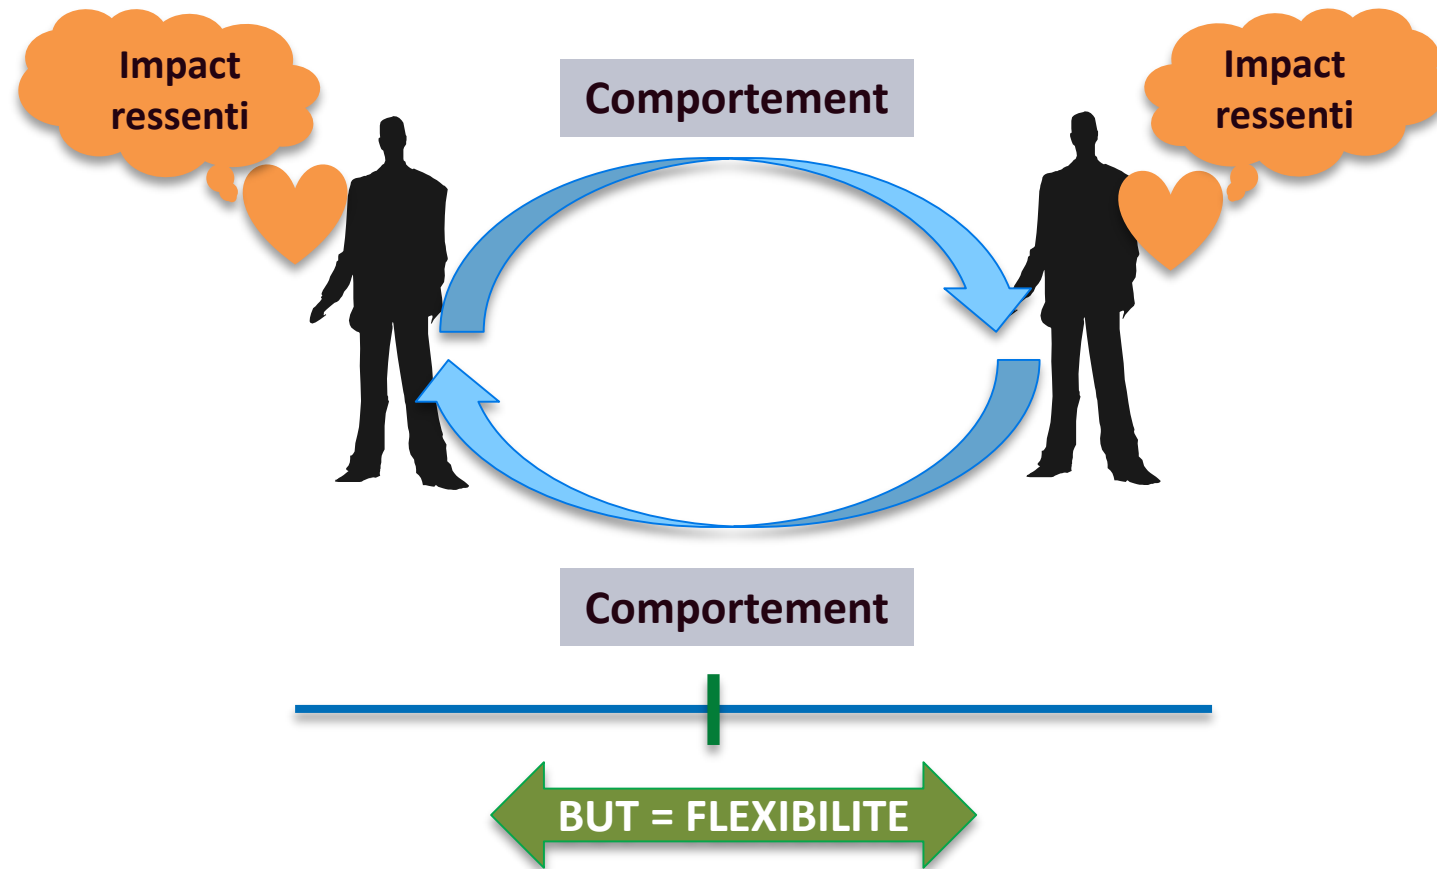 Impact
ressenti
Comportement
Impact
ressenti
Comportement
BUT = FLEXIBILITE